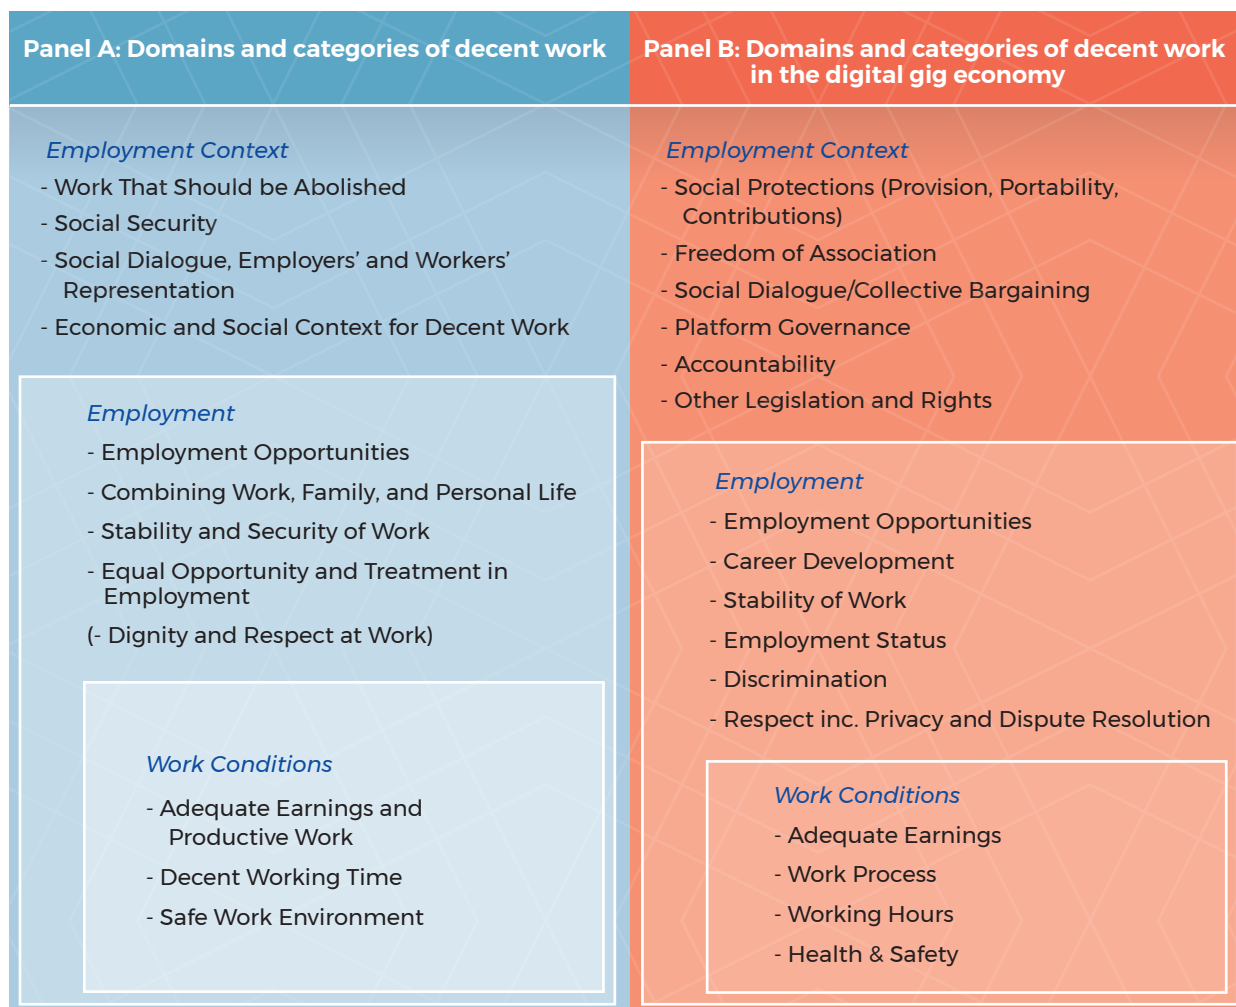 Panel A: Domains and categories of decent work
Employment Context
- Work That Should be Abolished
- Social Security
- Social Dialogue, Employers’ and Workers’
Representation
- Economic and Social Context for Decent Work
Employment
- Employment Opportunities
- Combining Work, Family, and Personal Life
- Stability and Security of Work
- Equal Opportunity and Treatment in
Employment
(- Dignity and Respect at Work)
Work Conditions
- Adequate Earnings and
Productive Work
- Decent Working Time
- Safe Work Environment
Panel B: Domains and categories of decent work
in the digital gig economy
Employment Context
- Social Protections (Provision, Portability,
Contributions)
- Freedom of Association
- Social Dialogue/Collective Bargaining
- Platform Governance
- Accountability
- Other Legislation and Rights
Employment
- Employment Opportunities
- Career Development
- Stability of Work
- Employment Status
- Discrimination
- Respect inc. Privacy and Dispute Resolution
Work Conditions
- Adequate Earnings
- Work Process
- Working Hours
- Health & Safety